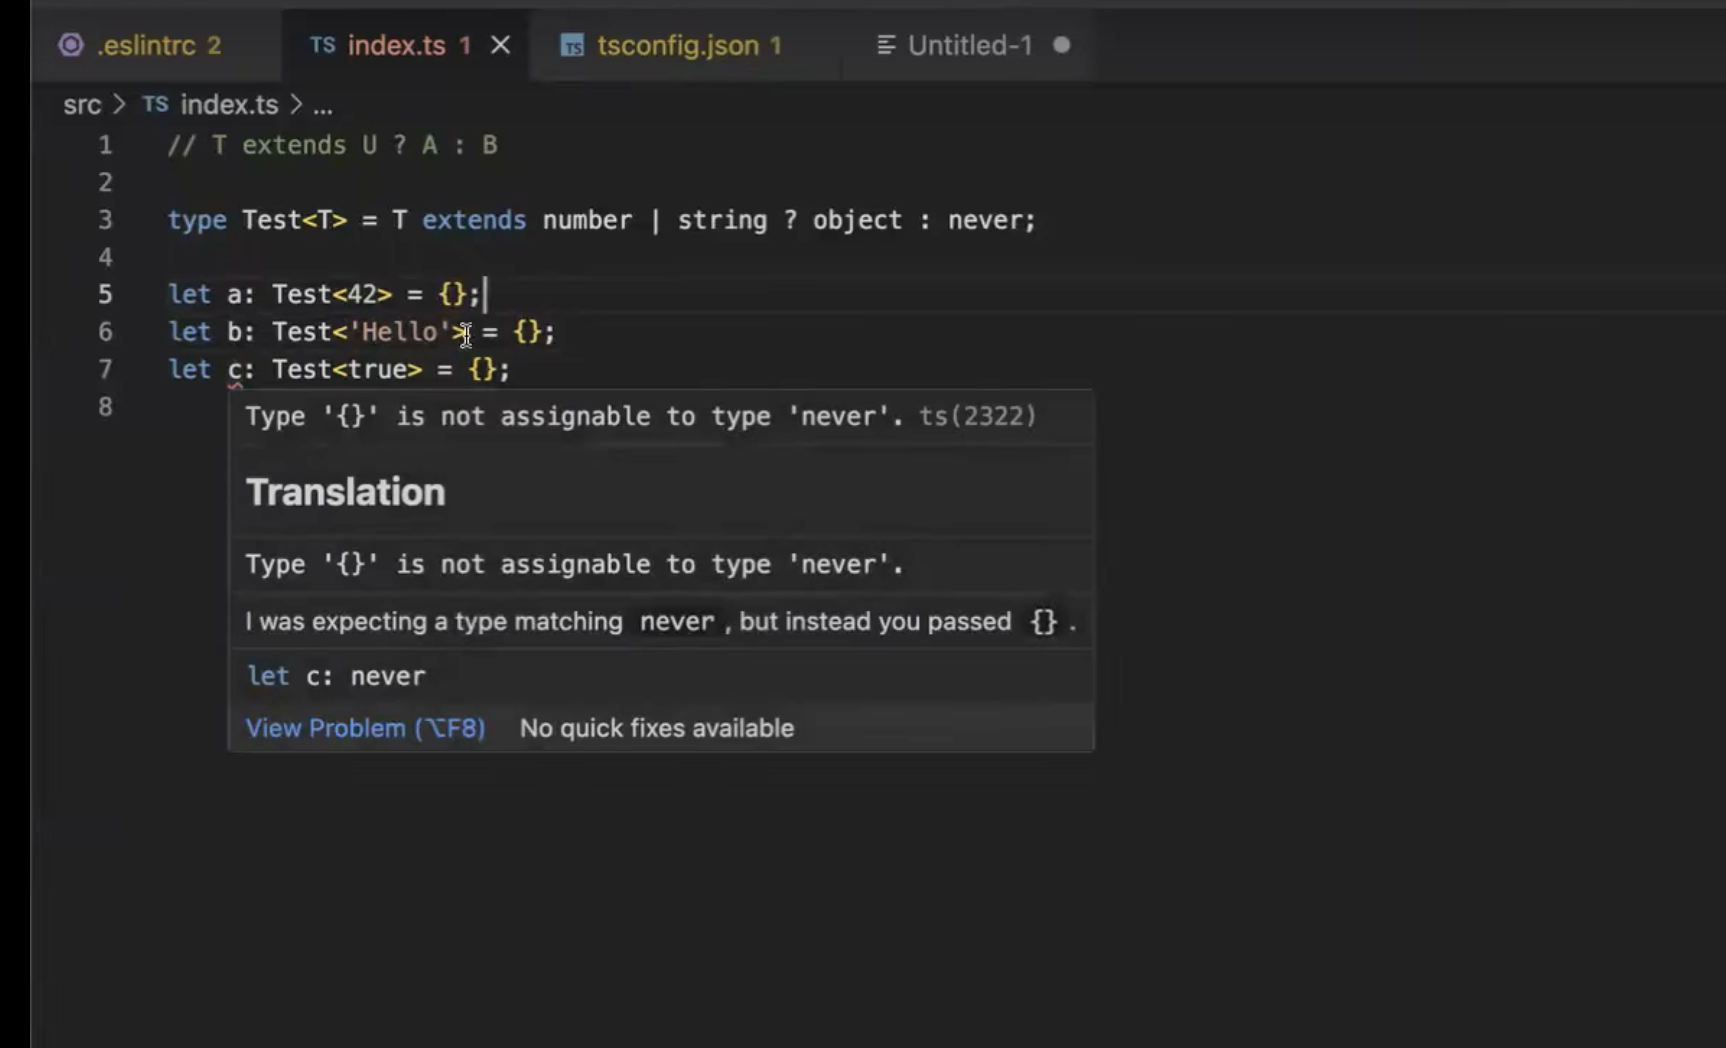 .eslintrc 2 TS index.ts 1 TS tsconfig.json 1 Untitled-1
src > TS index.ts > ...
1 // T extends U ? A : B
2
3 type Test<T> = T extends number | string ? object : never;
4
5 let a: Test<42> = {};
6 let b: Test<'Hello'> = {};
7 let c: Test<true> = {};
8
Type '{}' is not assignable to type 'never'. ts(2322)
Translation
Type '{}' is not assignable to type 'never'.
I was expecting a type matching never , but instead you passed {} .
let c: never
View Problem (⌥F8) No quick fixes available